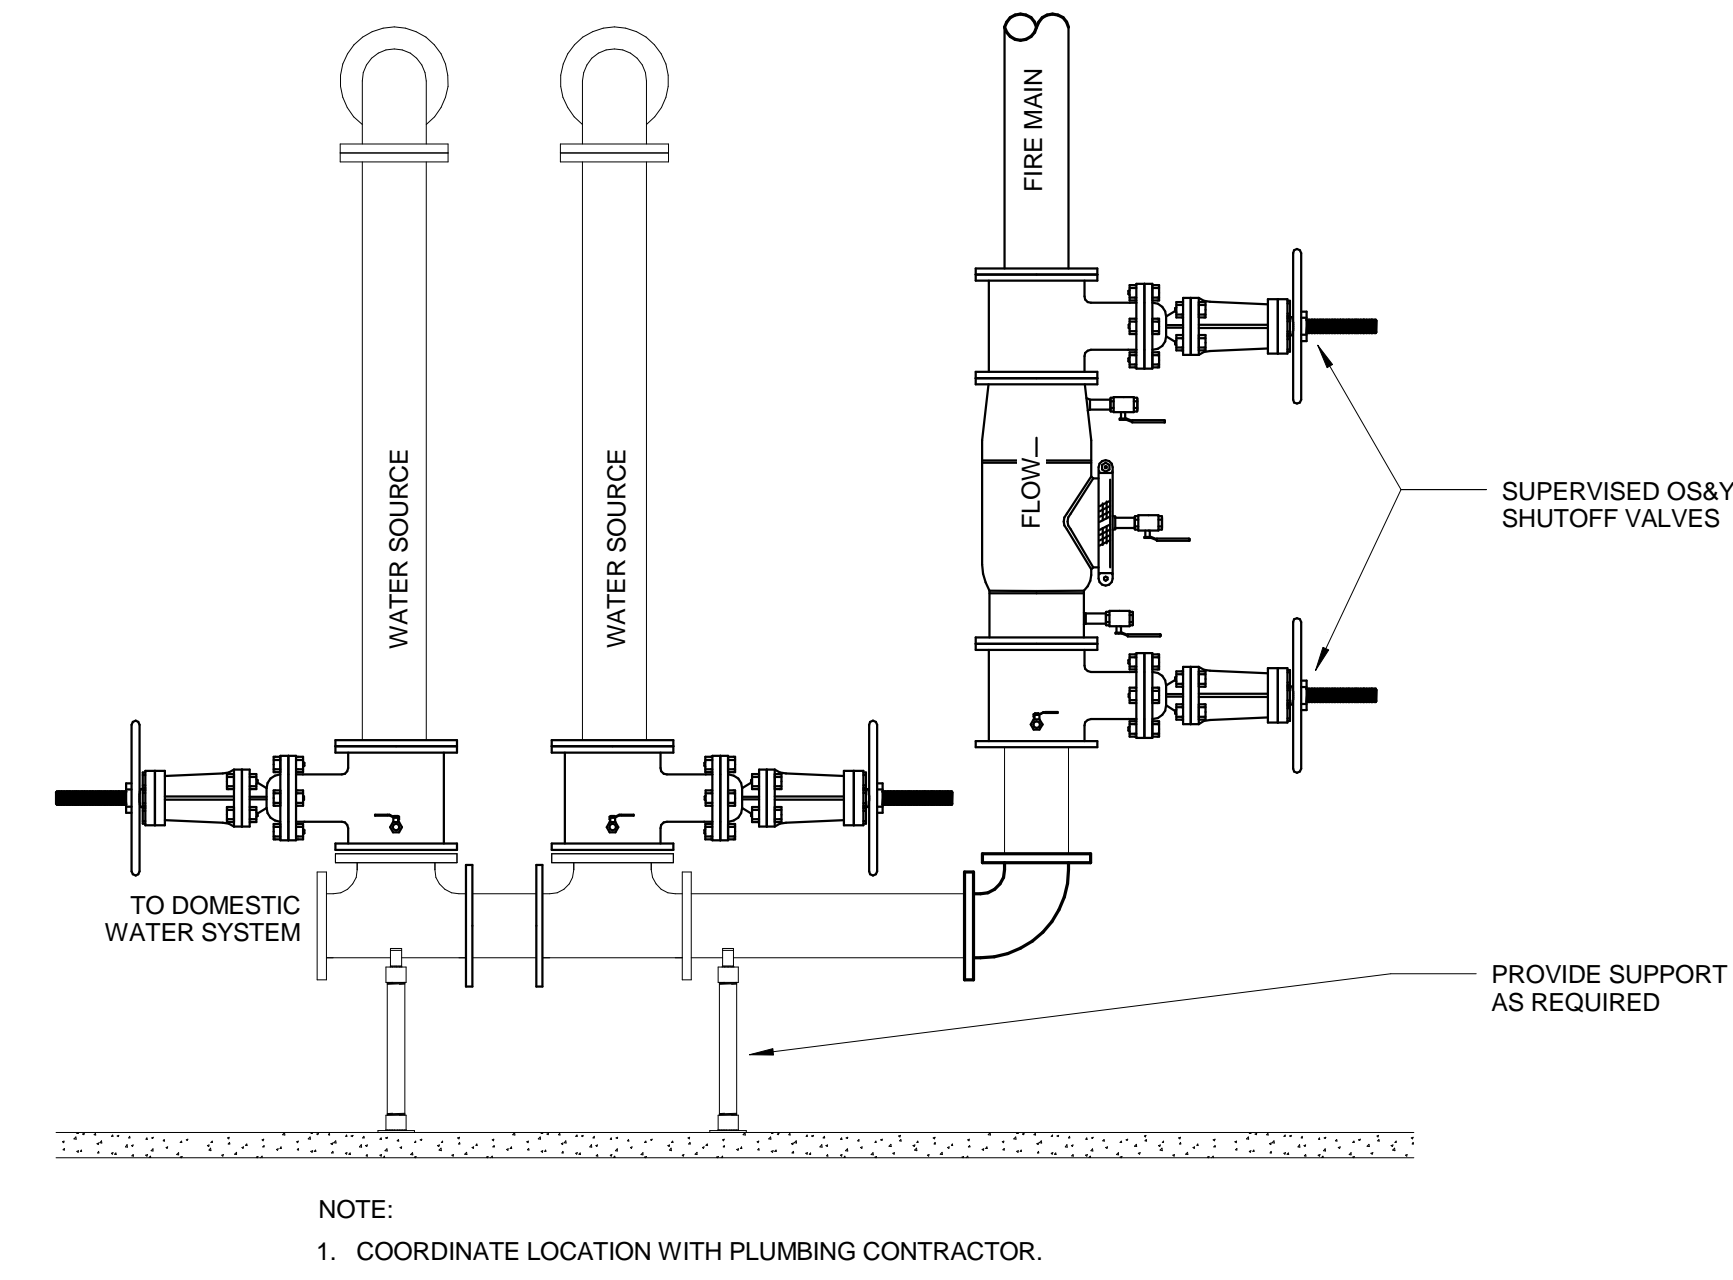 FIRE MAIN
WATER SOURCE
WATER SOURCE
FLOW
SUPERVISED OS&Y
SHUTOFF VALVES
TO DOMESTIC
WATER SYSTEM
PROVIDE SUPPORT
AS REQUIRED
NOTE:
1. COORDINATE LOCATION WITH PLUMBING CONTRACTOR.